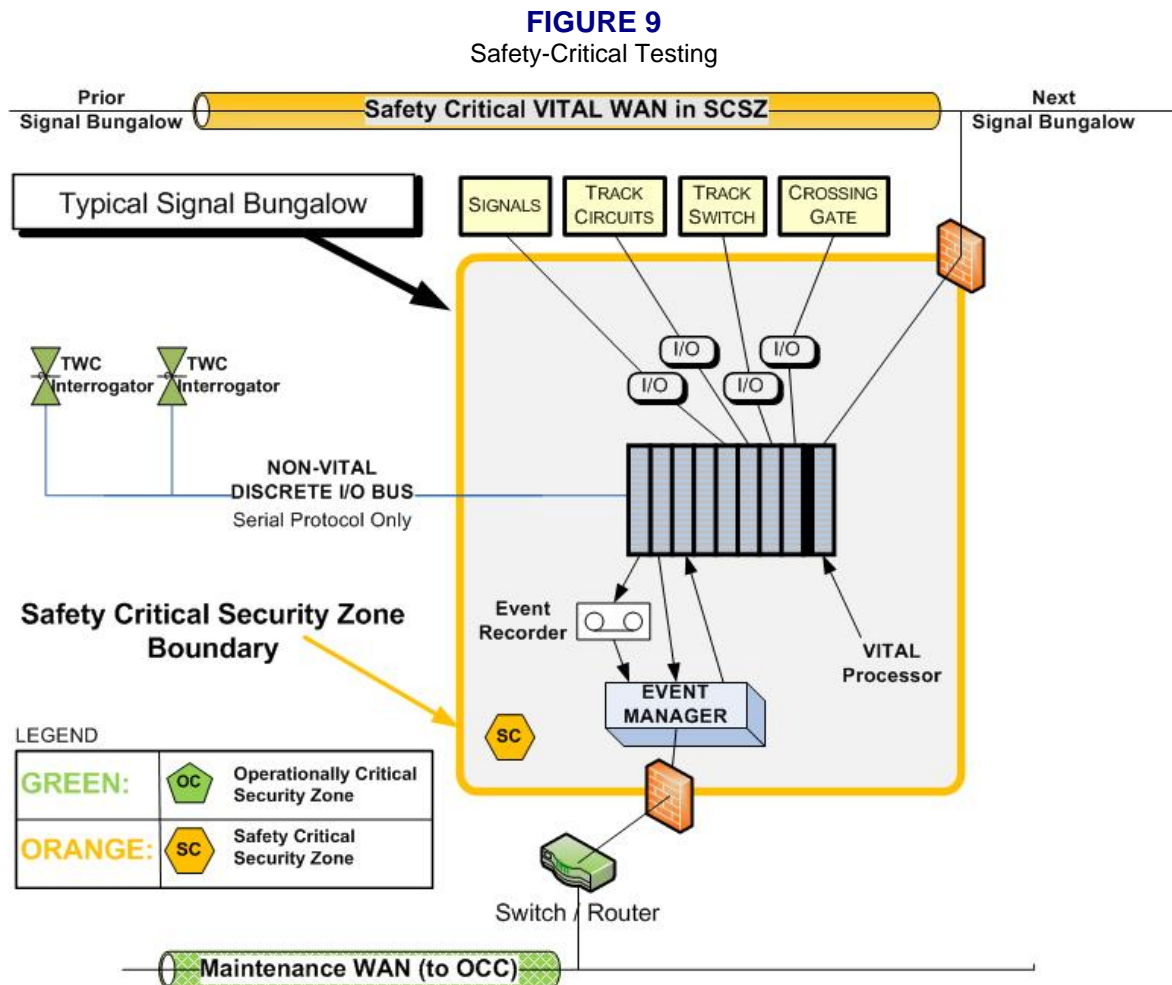 FIGURE 9
Safety-Critical Testing
Prior
Signal Bungalow
Safety Critical VITAL WAN in SCSZ
Next
Signal Bungalow
Typical Signal Bungalow
SIGNALS
TRACK
CIRCUITS
TRACK
SWITCH
CROSSING
GATE
I/O
I/O
I/O
I/O
TWC
Interrogator
TWC
Interrogator
NON-VITAL
DISCRETE I/O BUS
Serial Protocol Only
Event
Recorder
VITAL
Processor
Safety Critical Security Zone
Boundary
EVENT
MANAGER
SC
LEGEND
GREEN:
OC
Operationally Critical
Security Zone
ORANGE:
SC
Safety Critical
Security Zone
Switch / Router
Maintenance WAN (to OCC)